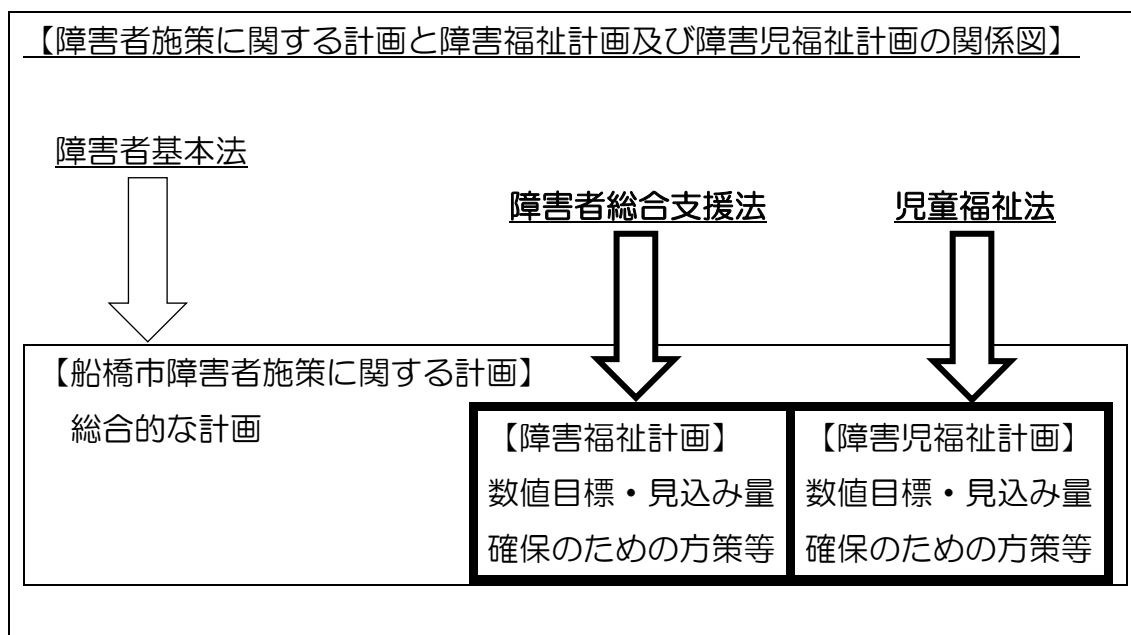 【障害者施策に関する計画と障害福祉計画及び障害児福祉計画の関係図】
障害者基本法
障害者総合支援法
児童福祉法
【船橋市障害者施策に関する計画】
総合的な計画
【障害福祉計画】
数値目標・見込み量
確保のための方策等
【障害児福祉計画】
数値目標・見込み量
確保のための方策等